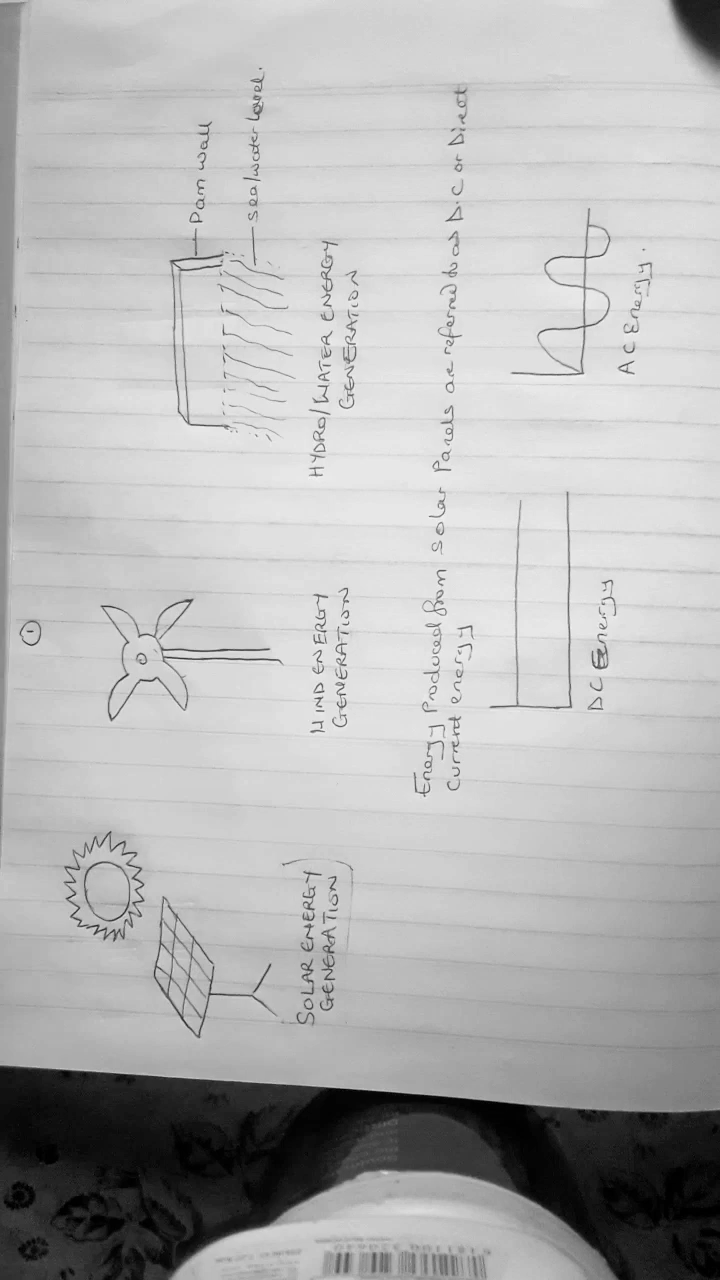 1
SOLAR ENERGY
GENERATION
WIND ENERGY
GENERATION
Dam wall
sea/water level.
HYDRO/WATER ENERGY
GENERATION
Energy Produced from solar Panels are referred to as D.C or Direct
current energy
DC Energy
AC Energy.